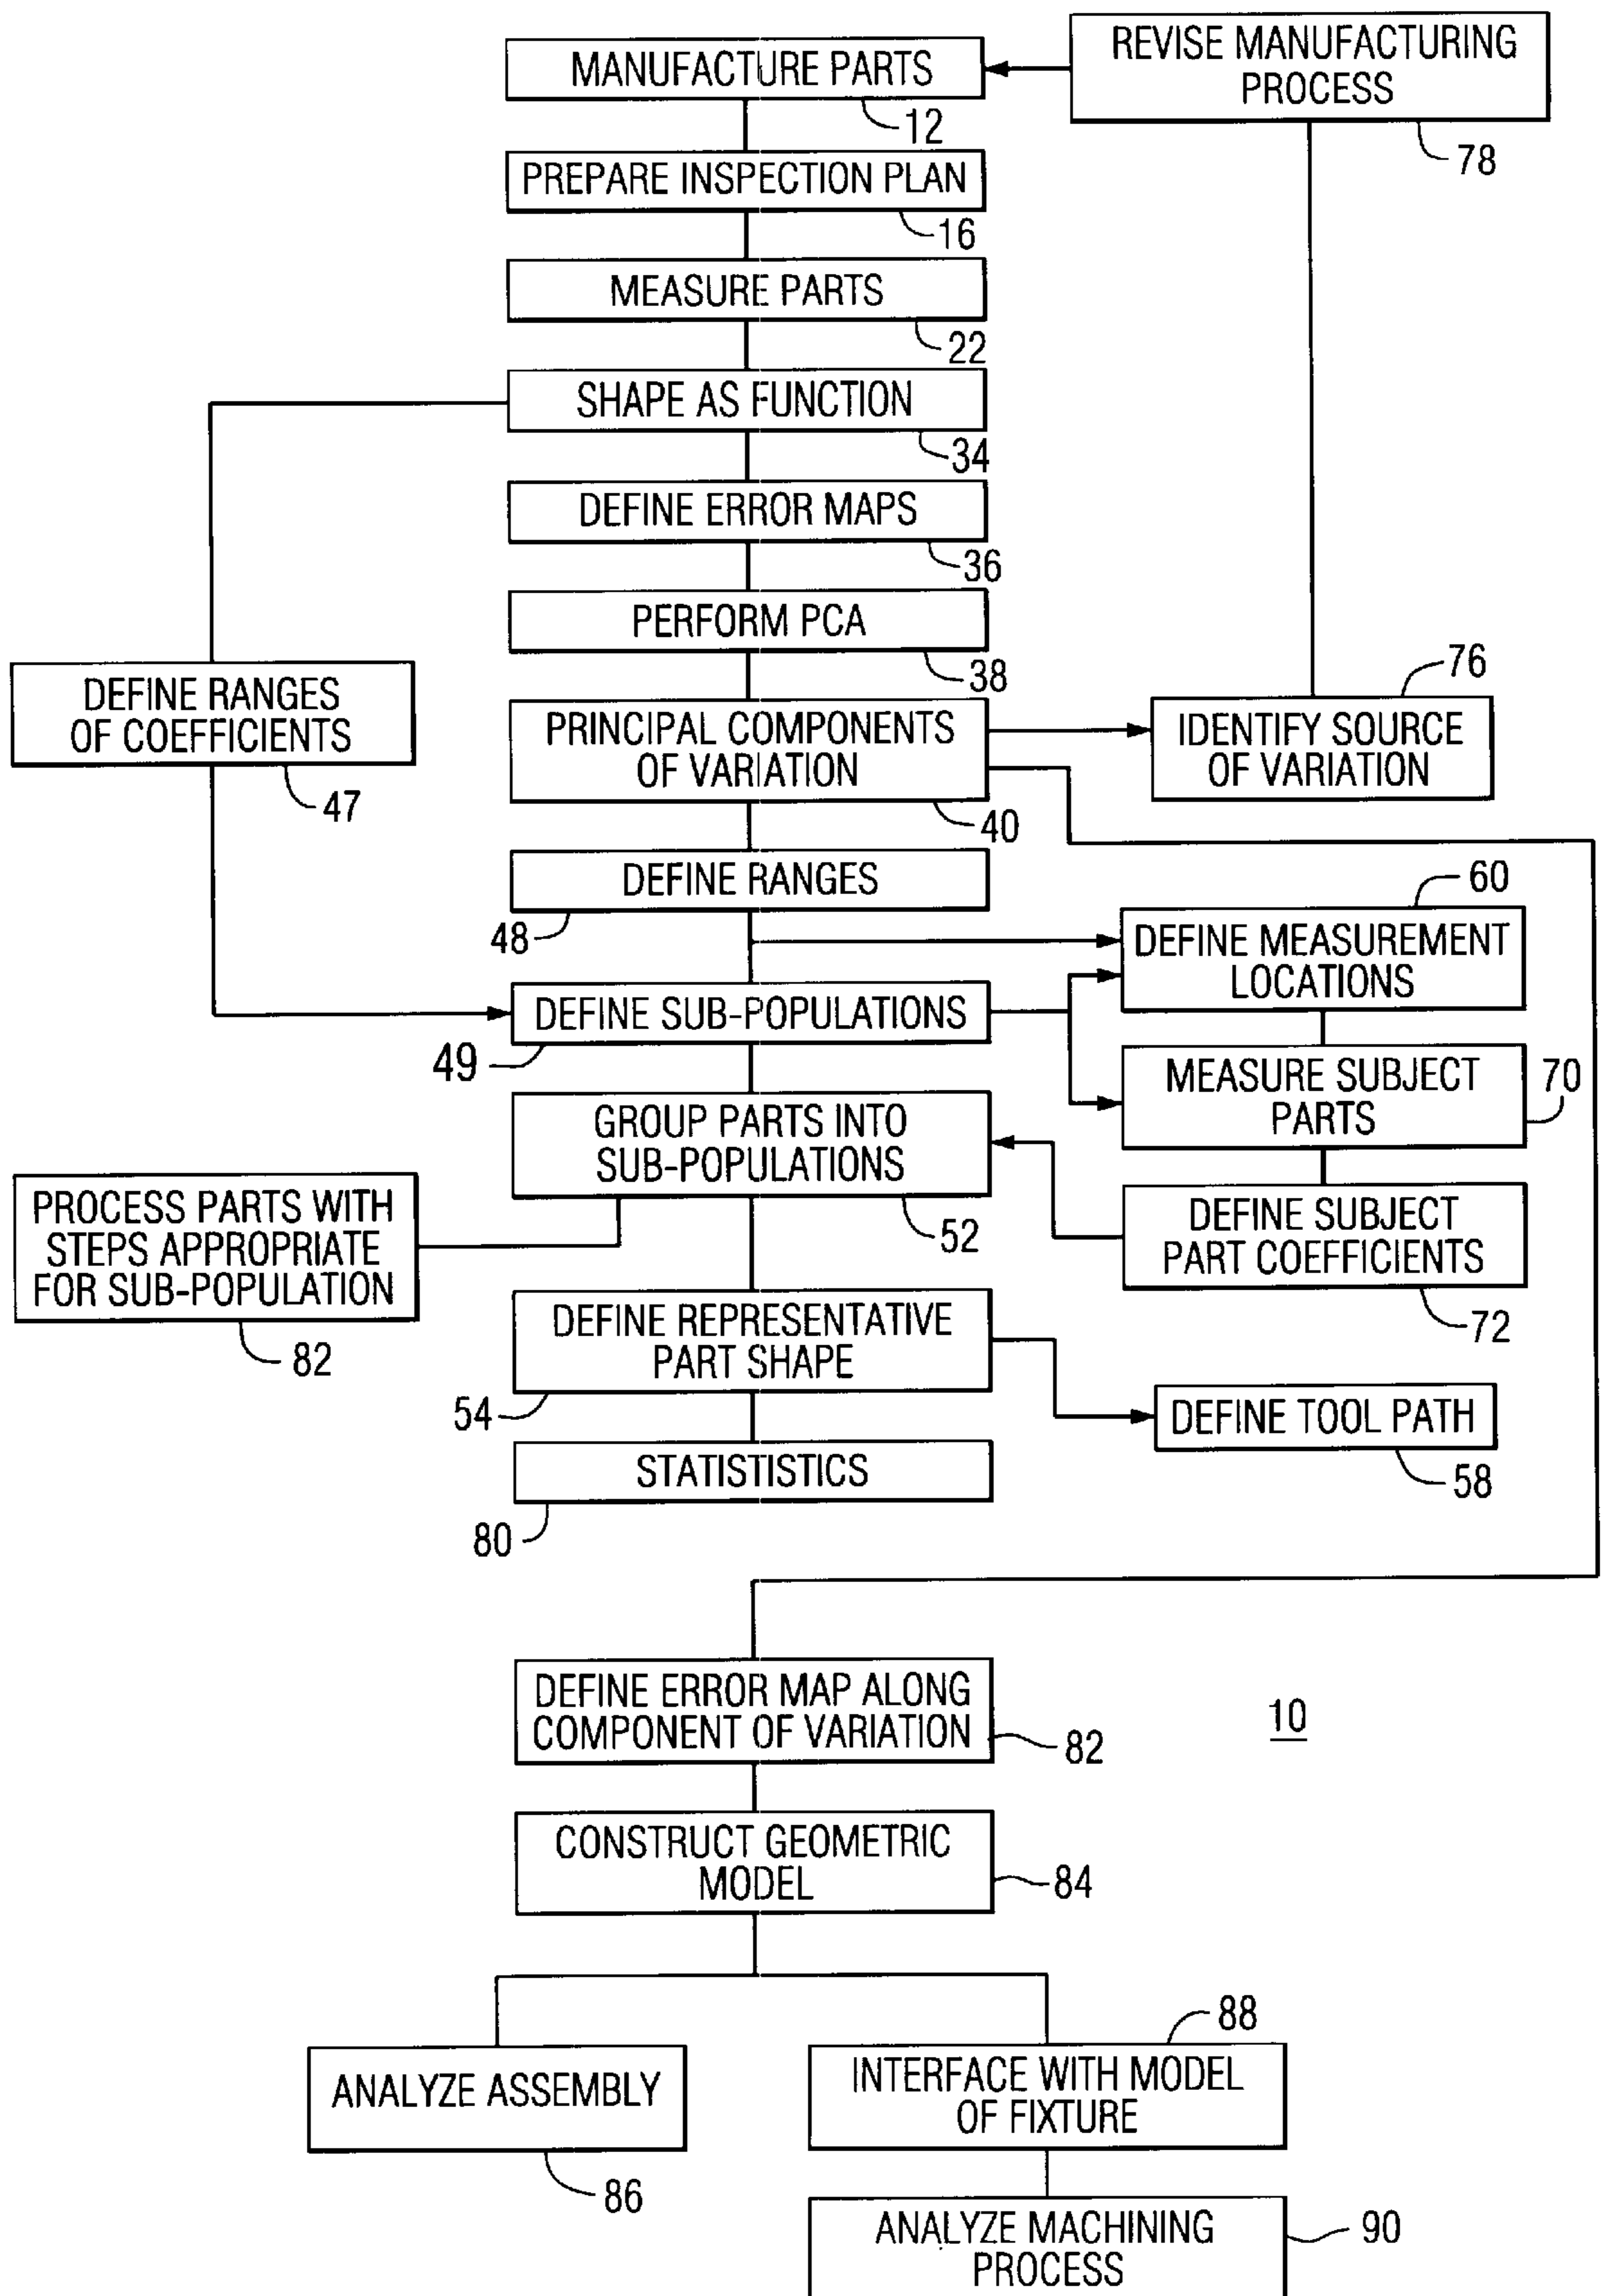 MANUFACTURE PARTS
12
REVISE MANUFACTURING
PROCESS
78
PREPARE INSPECTION PLAN
16
MEASURE PARTS
22
SHAPE AS FUNCTION
34
DEFINE ERROR MAPS
36
PERFORM PCA
38
DEFINE RANGES
OF COEFFICIENTS
47
PRINCIPAL COMPONENTS
OF VARIATION
40
76
IDENTIFY SOURCE
OF VARIATION
DEFINE RANGES
48
60
DEFINE MEASUREMENT
LOCATIONS
DEFINE SUB-POPULATIONS
49
MEASURE SUBJECT
PARTS
70
GROUP PARTS INTO
SUB-POPULATIONS
52
PROCESS PARTS WITH
STEPS APPROPRIATE
FOR SUB-POPULATION
82
DEFINE SUBJECT
PART COEFFICIENTS
72
DEFINE REPRESENTATIVE
PART SHAPE
54
DEFINE TOOL PATH
58
STATISTISTICS
80
DEFINE ERROR MAP ALONG
COMPONENT OF VARIATION
82
10
CONSTRUCT GEOMETRIC
MODEL
84
ANALYZE ASSEMBLY
86
88
INTERFACE WITH MODEL
OF FIXTURE
ANALYZE MACHINING
PROCESS
90